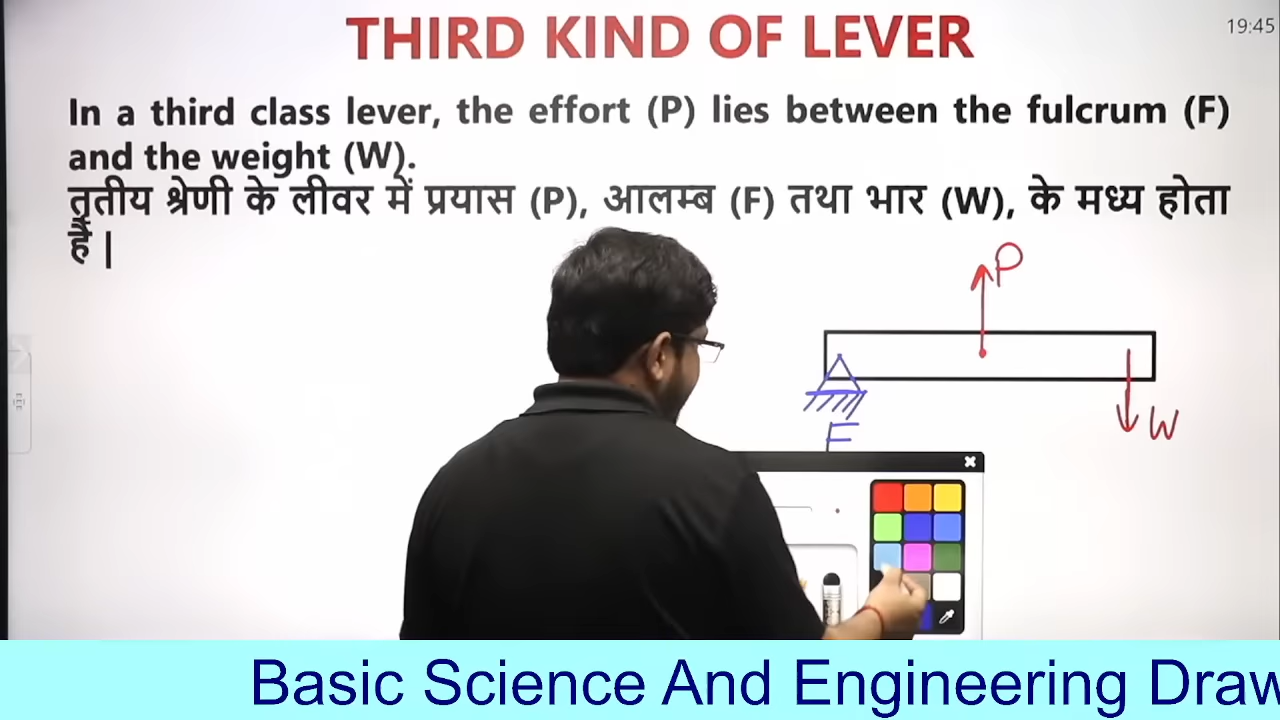 THIRD KIND OF LEVER
19:45
In a third class lever, the effort (P) lies between the fulcrum (F)
and the weight (W).
तृतीय श्रेणी के लीवर में प्रयास (P), आलम्ब (F) तथा भार (W), के मध्य होता
हैं |
P
W
F
Basic Science And Engineering Draw